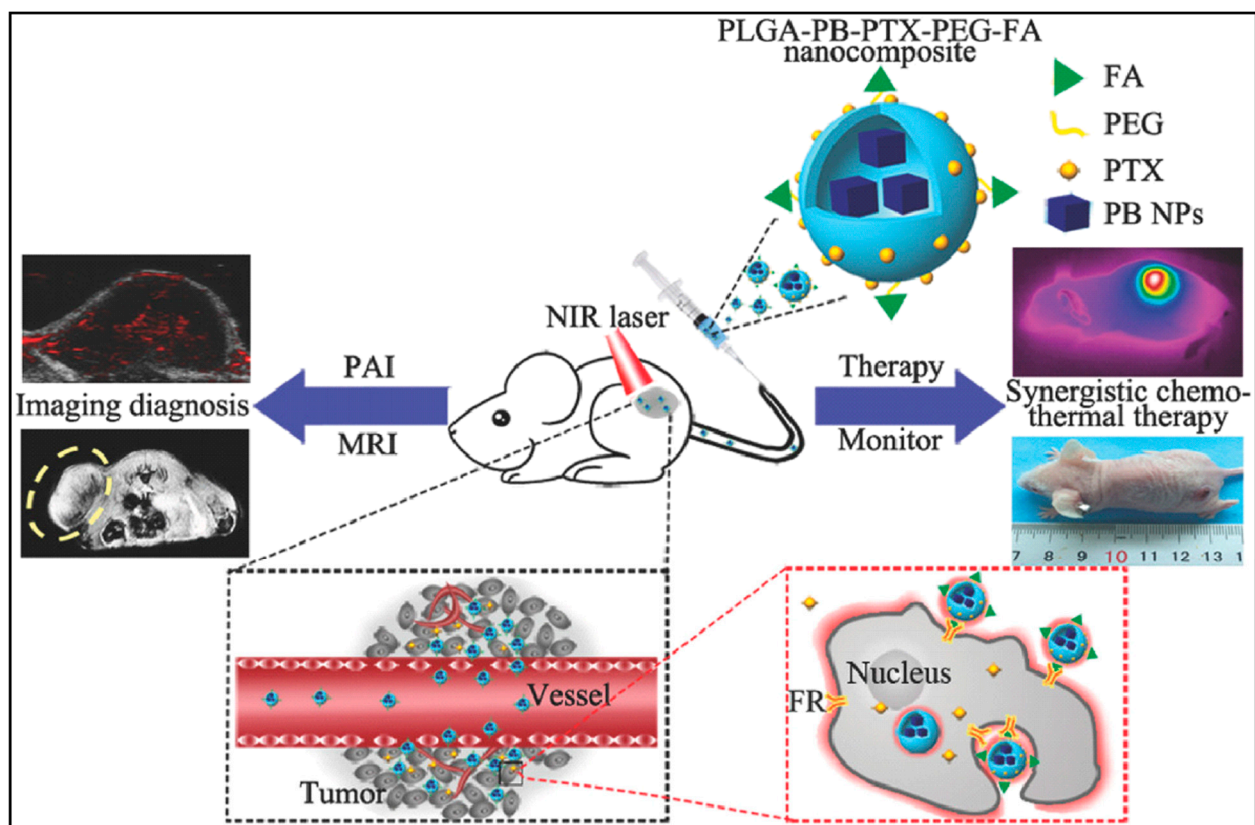 PLGA-PB-PTX-PEG-FA
nanocomposite
FA
PEG
PTX
PB NPs
NIR laser
PAI
MRI
Imaging diagnosis
Therapy
Monitor
Synergistic chemo-
thermal therapy
7 8 9 10 11 12 13 1
Vessel
Tumor
Nucleus
FR